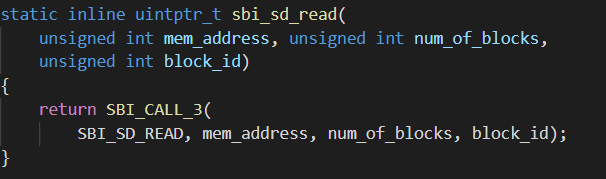 static inline uintptr_t sbi_sd_read(
    unsigned int mem_address, unsigned int num_of_blocks,
    unsigned int block_id)
{
    return SBI_CALL_3(
        SBI_SD_READ, mem_address, num_of_blocks, block_id);
}